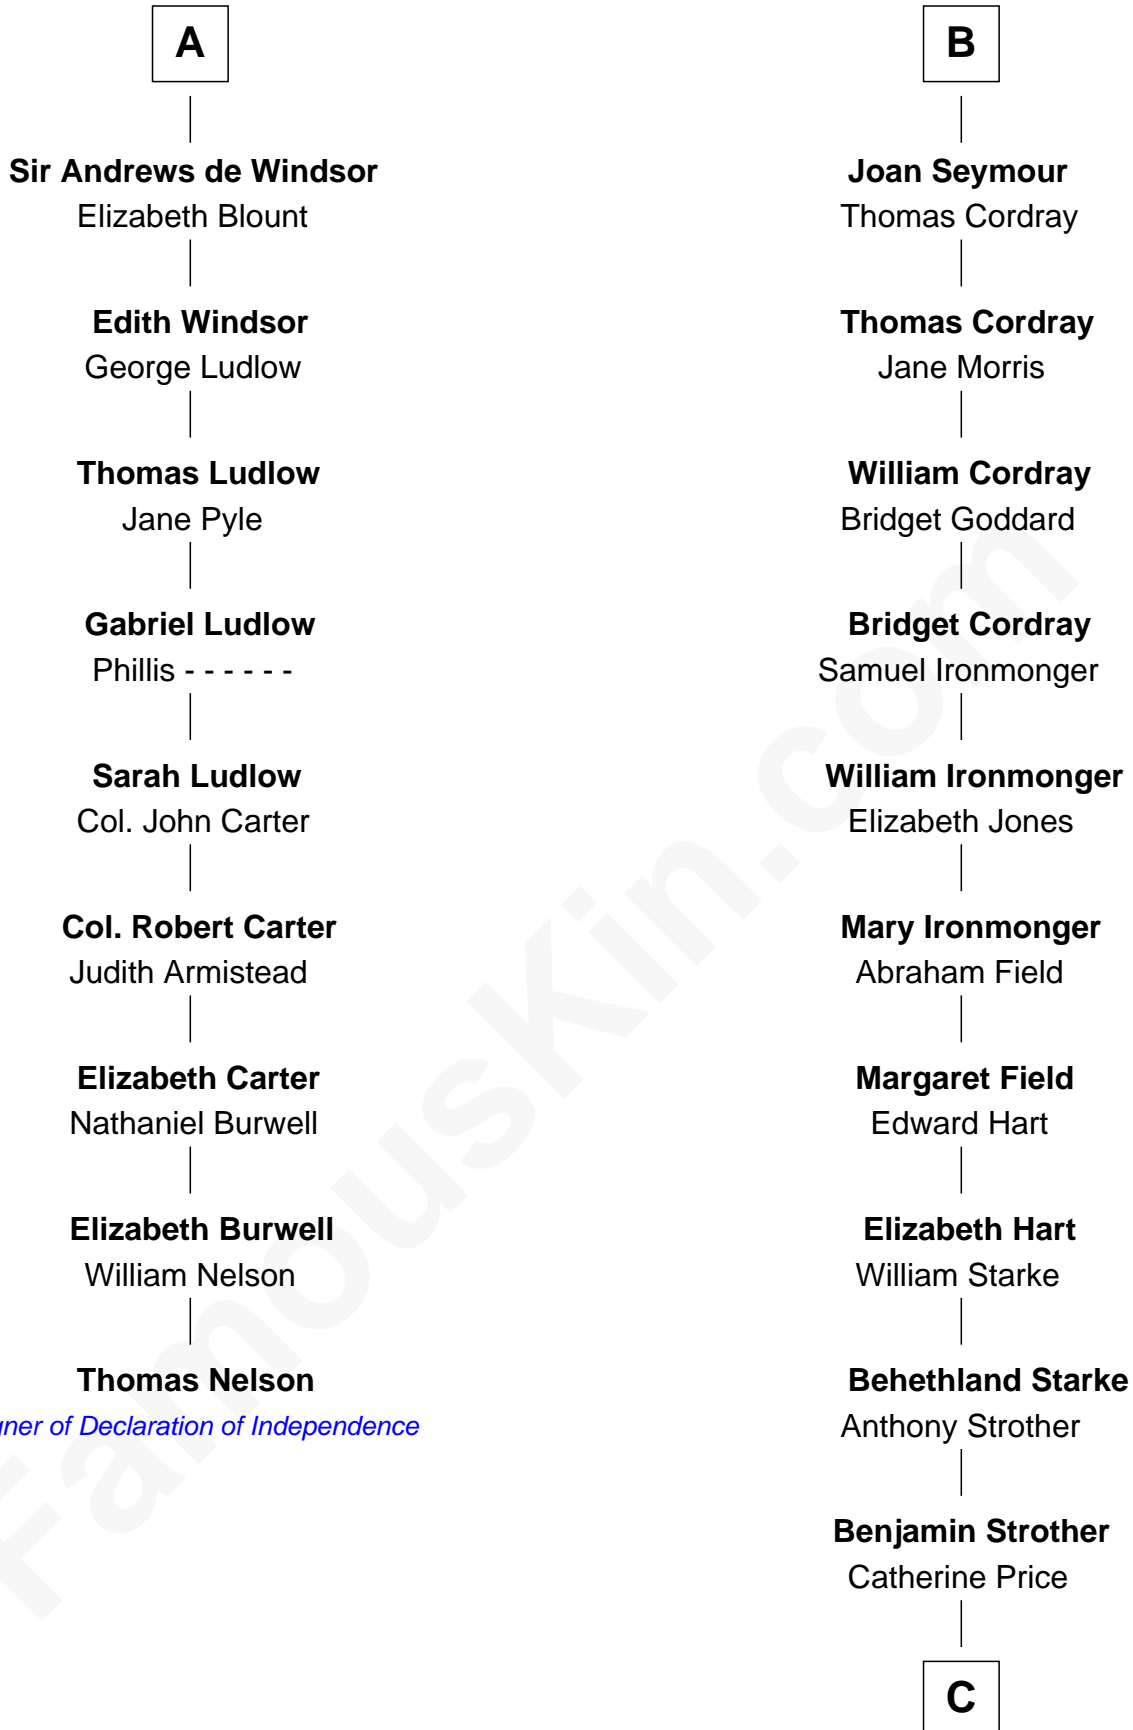 A
Sir Andrews de Windsor
Elizabeth Blount
Edith Windsor
George Ludlow
Thomas Ludlow
Jane Pyle
Gabriel Ludlow
Phillis - - - - - -
Sarah Ludlow
Col. John Carter
Col. Robert Carter
Judith Armistead
Elizabeth Carter
Nathaniel Burwell
Elizabeth Burwell
William Nelson
Thomas Nelson
gner of Declaration of Independence
B
Joan Seymour
Thomas Cordray
Thomas Cordray
Jane Morris
William Cordray
Bridget Goddard
Bridget Cordray
Samuel Ironmonger
William Ironmonger
Elizabeth Jones
Mary Ironmonger
Abraham Field
Margaret Field
Edward Hart
Elizabeth Hart
William Starke
Behethland Starke
Anthony Strother
Benjamin Strother
Catherine Price
C
FamousKin.com